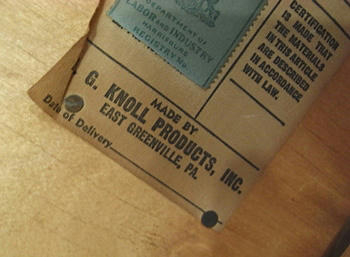 DEPARTMENT OF
LABOR AND INDUSTRY
HARRISBURG
REGISTRY No.
CERTIFICATION
IS MADE THAT
THE MATERIALS
IN THIS ARTICLE
ARE DESCRIBED
IN ACCORDANCE
WITH LAW.
MADE BY
G. KNOLL PRODUCTS, INC.
EAST GREENVILLE, PA.
Date of Delivery